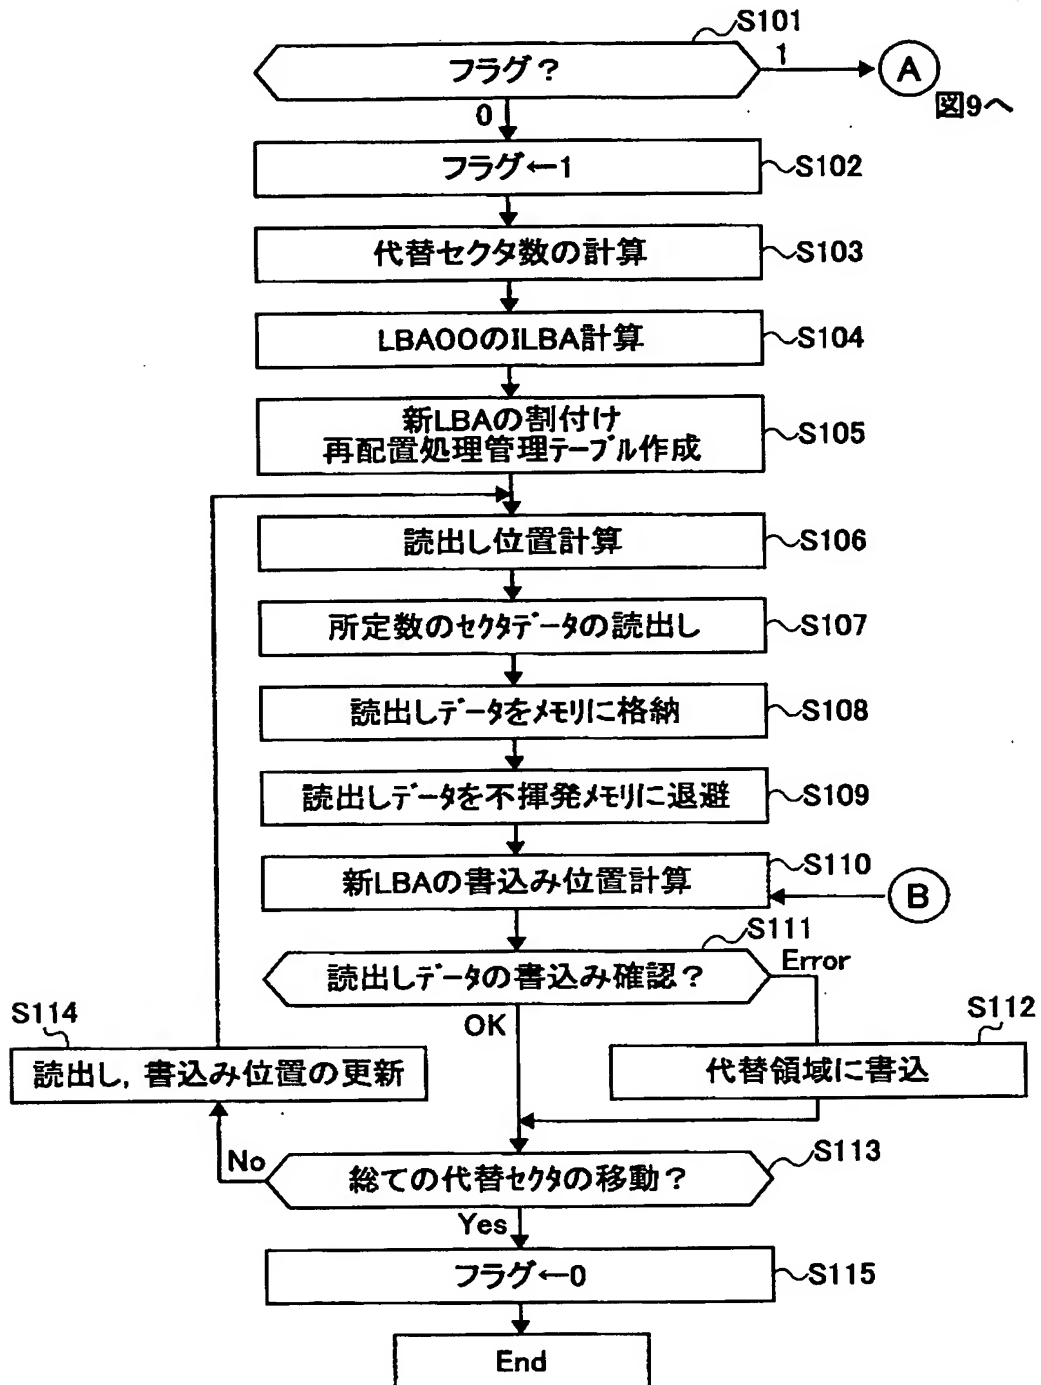 S101
フラグ？
1
A
図9へ
0
フラグ←1
S102
代替セクタ数の計算
S103
LBA00のILBA計算
S104
新LBAの割付け
再配置処理管理テーブル作成
S105
読出し位置計算
S106
所定数のセクタデータの読出し
S107
読出しデータをメモリに格納
S108
読出しデータを不揮発メモリに退避
S109
新LBAの書込み位置計算
S110
B
S111
読出しデータの書込み確認？
Error
OK
S114
読出し，書込み位置の更新
S112
代替領域に書込
No
総ての代替セクタの移動？
S113
Yes
フラグ←0
S115
End